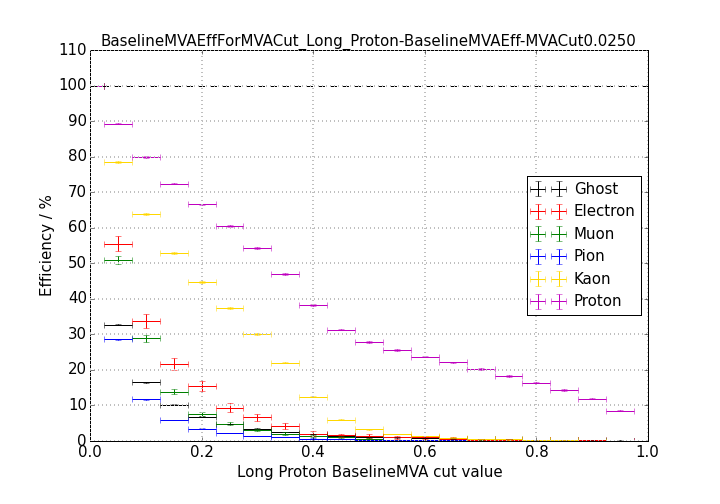 BaselineMVAEffForMVACut_Long_Proton-BaselineMVAEff-MVACut0.0250
110
100
90
80
70
60
50
40
30
20
10
0
Efficiency / %
Ghost
Electron
Muon
Pion
Kaon
Proton
0.0 0.2 0.4 0.6 0.8 1.0
Long Proton BaselineMVA cut value